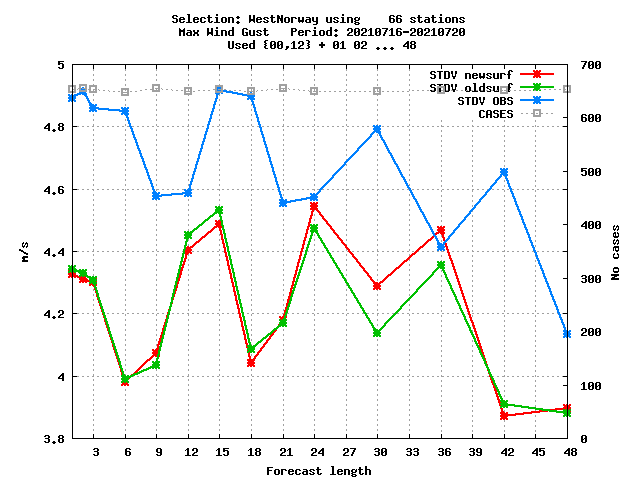 Selection: WestNorway using    66 stations
Max Wind Gust   Period: 20210716-20210720
Used {00,12} + 01 02 ... 48
5
4.8
4.6
4.4
4.2
4
3.8
m/s
700
600
500
400
300
200
100
0
No cases
STDV newsurf
STDV oldsurf
STDV OBS
CASES
3 6 9 12 15 18 21 24 27 30 33 36 39 42 45 48
Forecast length